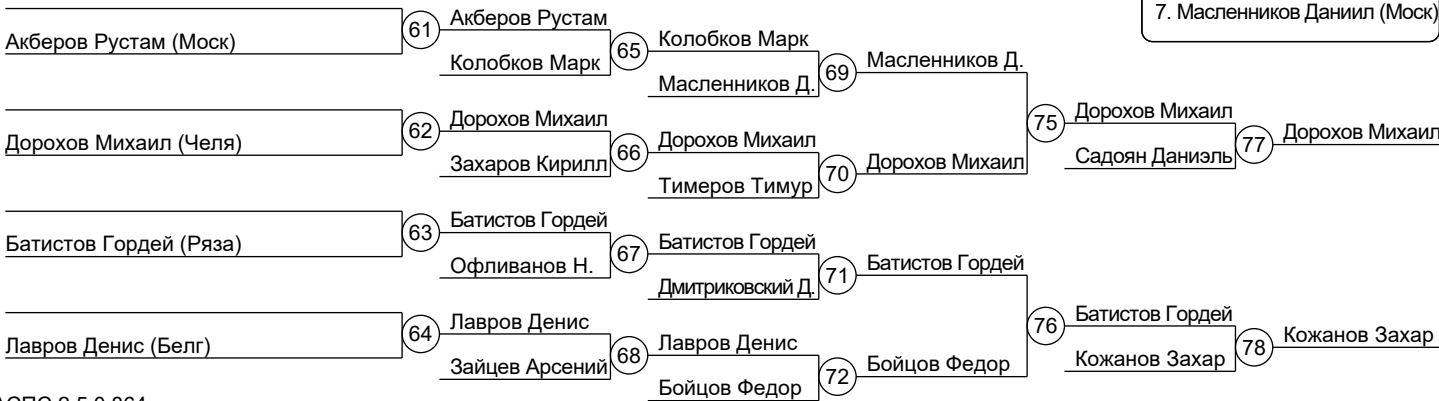 7. Масленников Даниил (Моск)
Акберов Рустам (Моск)
61
Акберов Рустам
Колобков Марк
65
Колобков Марк
Масленников Д.
69
Масленников Д.
Дорохов Михаил (Челя)
62
Дорохов Михаил
Захаров Кирилл
66
Дорохов Михаил
Тимеров Тимур
70
Дорохов Михаил
75
Дорохов Михаил
Садоян Даниэль
77
Дорохов Михаил
Батистов Гордей (Ряза)
63
Батистов Гордей
Офливанов Н.
67
Батистов Гордей
Дмитриковский Д.
71
Батистов Гордей
Лавров Денис (Белг)
64
Лавров Денис
Зайцев Арсений
68
Лавров Денис
Бойцов Федор
72
Бойцов Федор
76
Батистов Гордей
Кожанов Захар
78
Кожанов Захар